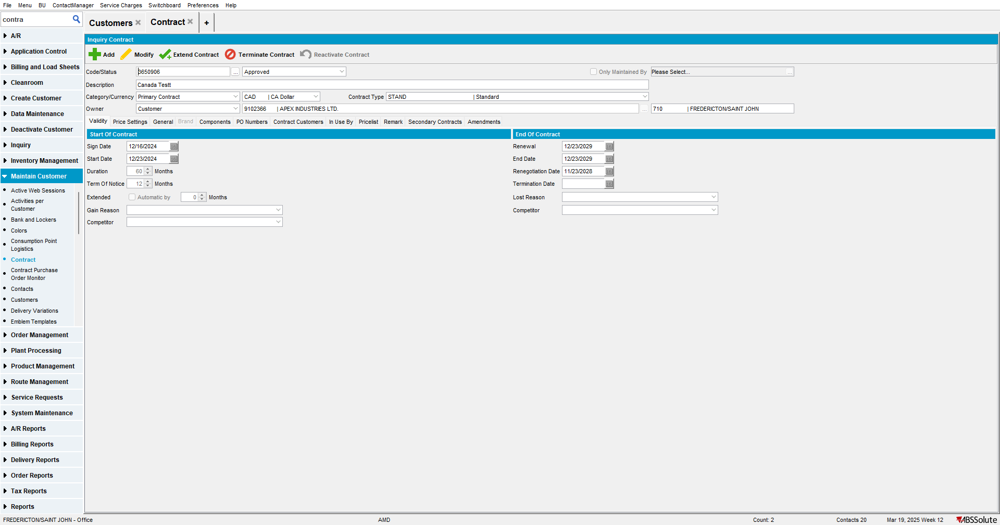 File Menu BU ContactManager Service Charges Switchboard Preferences Help
contra
Customers Contract +
A/R
Application Control
Billing and Load Sheets
Cleanroom
Create Customer
Data Maintenance
Deactivate Customer
Inquiry
Inventory Management
Maintain Customer
Active Web Sessions
Activities per
Customer
Bank and Lockers
Colors
Consumption Point
Logistics
Contract
Contract Purchase
Order Monitor
Contacts
Customers
Delivery Variations
Emblem Templates
Order Management
Plant Processing
Product Management
Route Management
Service Requests
System Maintenance
A/R Reports
Billing Reports
Delivery Reports
Order Reports
Tax Reports
Reports
Inquiry Contract
Add Modify Extend Contract Terminate Contract Reactivate Contract
Code/Status 3650906 ... Approved Only Maintained By Please Select... ...
Description Canada Testt
Category/Currency Primary Contract CAD | CA Dollar Contract Type STAND | Standard
Owner Customer 9102366 | APEX INDUSTRIES LTD. ... 710 | FREDERICTON/SAINT JOHN
Validity Price Settings General Brand Components PO Numbers Contract Customers In Use By Pricelist Remark Secondary Contracts Amendments
Start Of Contract
Sign Date 12/16/2024 16
Start Date 12/23/2024 16
Duration 60 Months
Term Of Notice 12 Months
Extended Automatic by 0 Months
Gain Reason
Competitor
End Of Contract
Renewal 12/23/2029 16
End Date 12/23/2029 16
Renegotiation Date 11/23/2028 16
Termination Date 16
Lost Reason
Competitor
FREDERICTON/SAINT JOHN - Office AMD Count: 2 Contacts 20 Mar 19, 2025 Week 12 ABSSolute